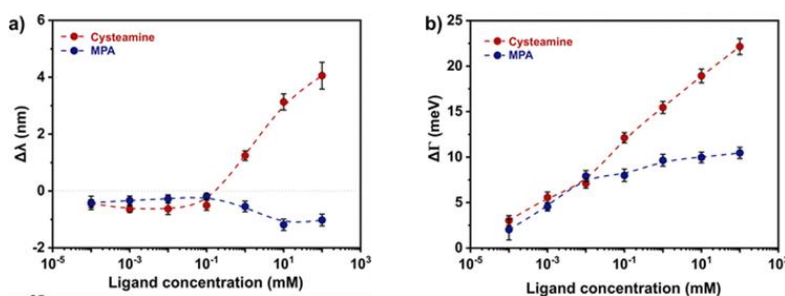 a)
Cysteamine
MPA
Δλ (nm)
6
4
2
0
-2
10-5
10-3
10-1
101
103
Ligand concentration (mM)
b)
Cysteamine
MPA
ΔΓ (meV)
25
20
15
10
5
0
10-5
10-3
10-1
101
103
Ligand concentration (mM)